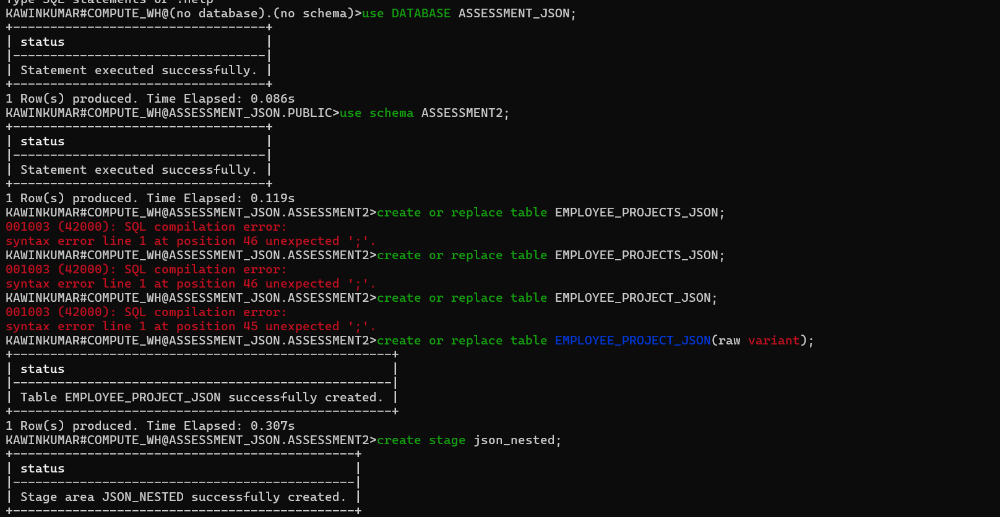 Type SQL statements or !help
KAWINKUMAR#COMPUTE_WH@(no database).(no schema)>use DATABASE ASSESSMENT_JSON;
+----------------------------------+
| status                           |
|----------------------------------|
| Statement executed successfully. |
+----------------------------------+
1 Row(s) produced. Time Elapsed: 0.086s
KAWINKUMAR#COMPUTE_WH@ASSESSMENT_JSON.PUBLIC>use schema ASSESSMENT2;
+----------------------------------+
| status                           |
|----------------------------------|
| Statement executed successfully. |
+----------------------------------+
1 Row(s) produced. Time Elapsed: 0.119s
KAWINKUMAR#COMPUTE_WH@ASSESSMENT_JSON.ASSESSMENT2>create or replace table EMPLOYEE_PROJECTS_JSON;
001003 (42000): SQL compilation error:
syntax error line 1 at position 46 unexpected ';'.
KAWINKUMAR#COMPUTE_WH@ASSESSMENT_JSON.ASSESSMENT2>create or replace table EMPLOYEE_PROJECTS_JSON;
001003 (42000): SQL compilation error:
syntax error line 1 at position 46 unexpected ';'.
KAWINKUMAR#COMPUTE_WH@ASSESSMENT_JSON.ASSESSMENT2>create or replace table EMPLOYEE_PROJECT_JSON;
001003 (42000): SQL compilation error:
syntax error line 1 at position 45 unexpected ';'.
KAWINKUMAR#COMPUTE_WH@ASSESSMENT_JSON.ASSESSMENT2>create or replace table EMPLOYEE_PROJECT_JSON(raw variant);
+---------------------------------------------------+
| status                                            |
|---------------------------------------------------|
| Table EMPLOYEE_PROJECT_JSON successfully created. |
+---------------------------------------------------+
1 Row(s) produced. Time Elapsed: 0.307s
KAWINKUMAR#COMPUTE_WH@ASSESSMENT_JSON.ASSESSMENT2>create stage json_nested;
+----------------------------------------------+
| status                                       |
|----------------------------------------------|
| Stage area JSON_NESTED successfully created. |
+----------------------------------------------+